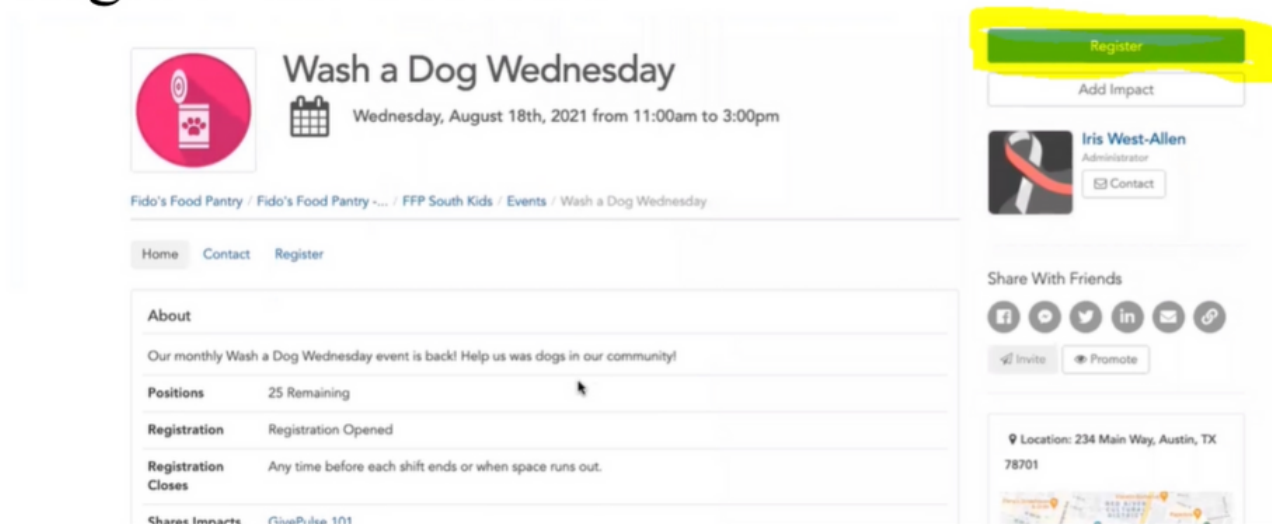 Register
Wash a Dog Wednesday
Wednesday, August 18th, 2021 from 11:00am to 3:00pm
Add Impact
Iris West-Allen
Administrator
Contact
Fido's Food Pantry / Fido's Food Pantry -... / FFP South Kids / Events / Wash a Dog Wednesday
Home Contact Register
Share With Friends
Invite Promote
About
Our monthly Wash a Dog Wednesday event is back! Help us was dogs in our community!
Positions 25 Remaining
Registration Registration Opened
Registration Any time before each shift ends or when space runs out.
Closes
Shares Impacts GivePulse 101
Location: 234 Main Way, Austin, TX
78701